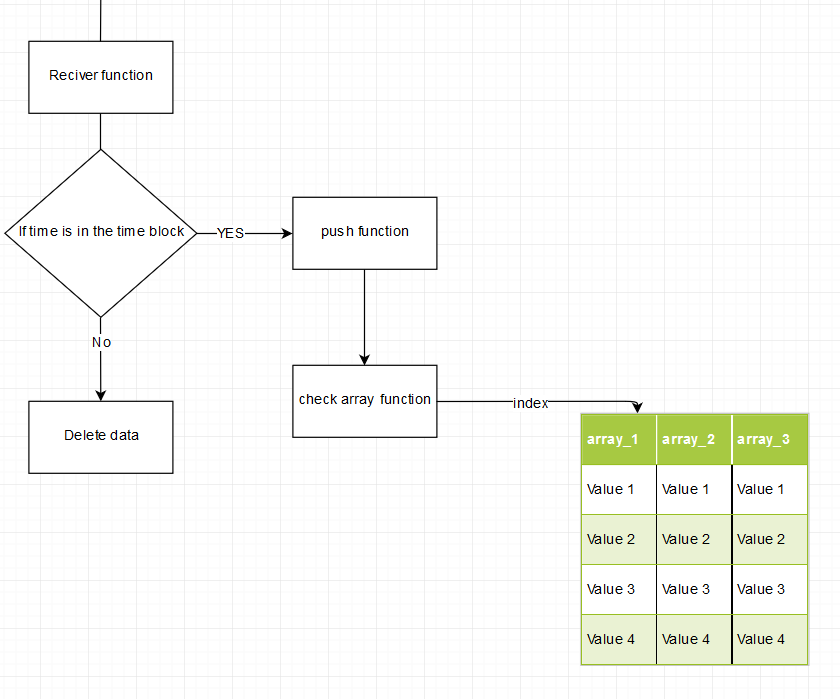 Reciver function
If time is in the time block
YES
push function
No
check array function
index
Delete data
array_1 array_2 array_3
Value 1 Value 1 Value 1
Value 2 Value 2 Value 2
Value 3 Value 3 Value 3
Value 4 Value 4 Value 4